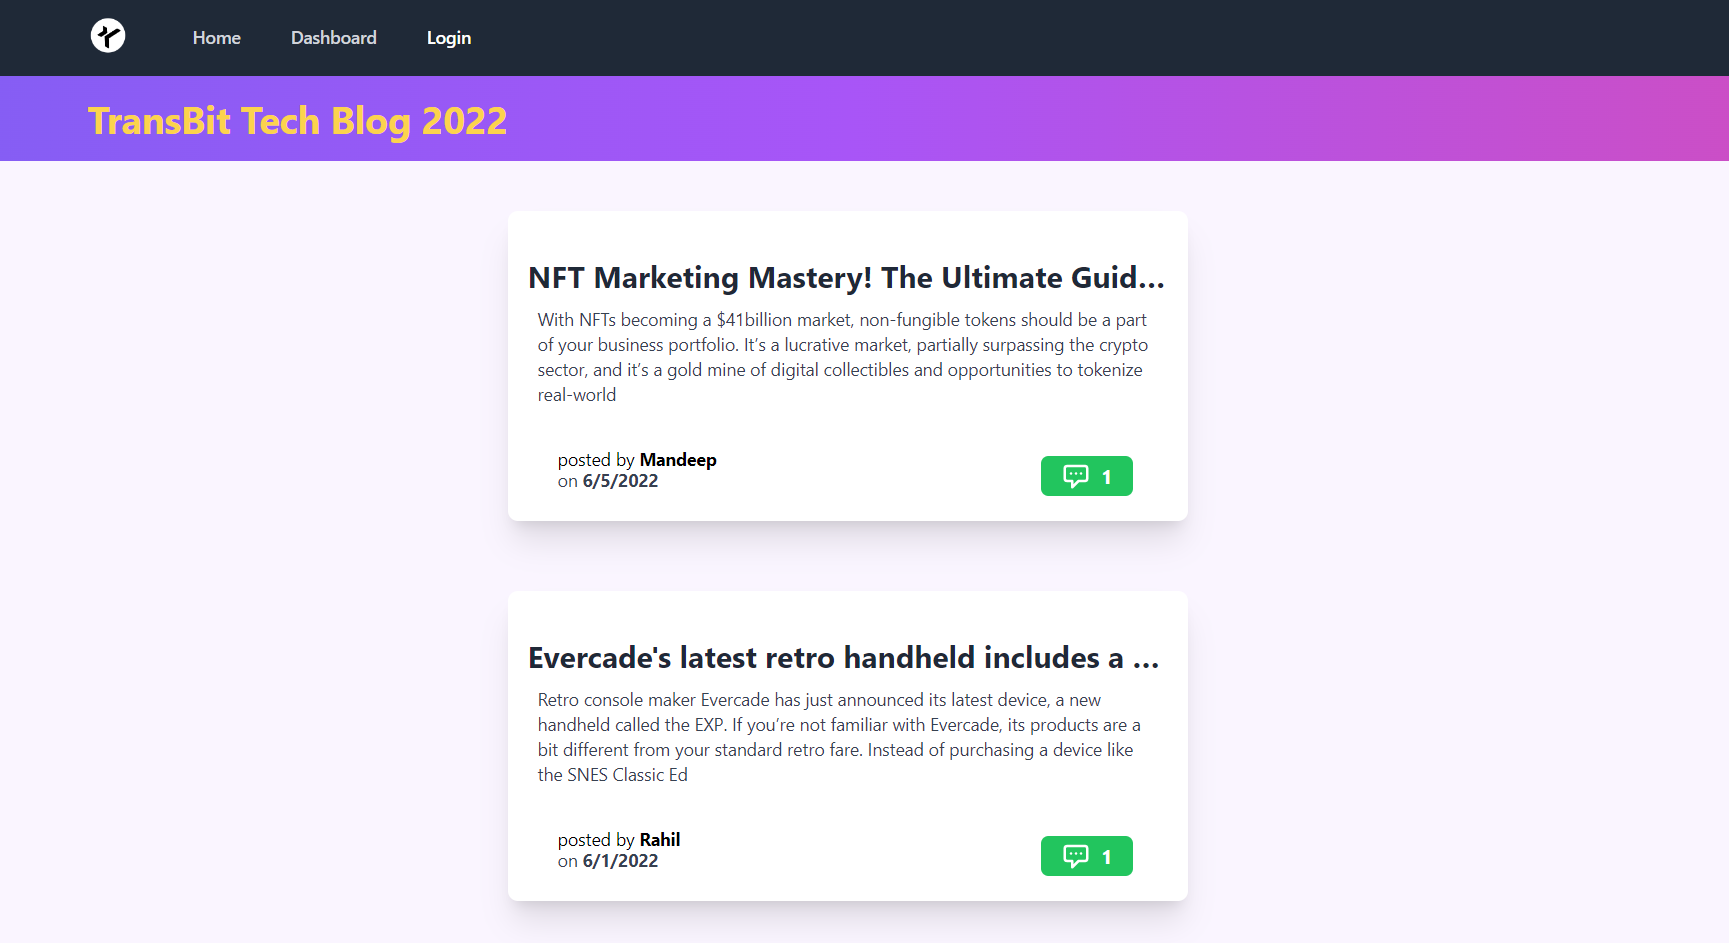 Home Dashboard Login
TransBit Tech Blog 2022
NFT Marketing Mastery! The Ultimate Guid...
With NFTs becoming a $41billion market, non-fungible tokens should be a part
of your business portfolio. It’s a lucrative market, partially surpassing the crypto
sector, and it’s a gold mine of digital collectibles and opportunities to tokenize
real-world
posted by Mandeep
on 6/5/2022
1
Evercade's latest retro handheld includes a ...
Retro console maker Evercade has just announced its latest device, a new
handheld called the EXP. If you’re not familiar with Evercade, its products are a
bit different from your standard retro fare. Instead of purchasing a device like
the SNES Classic Ed
posted by Rahil
on 6/1/2022
1